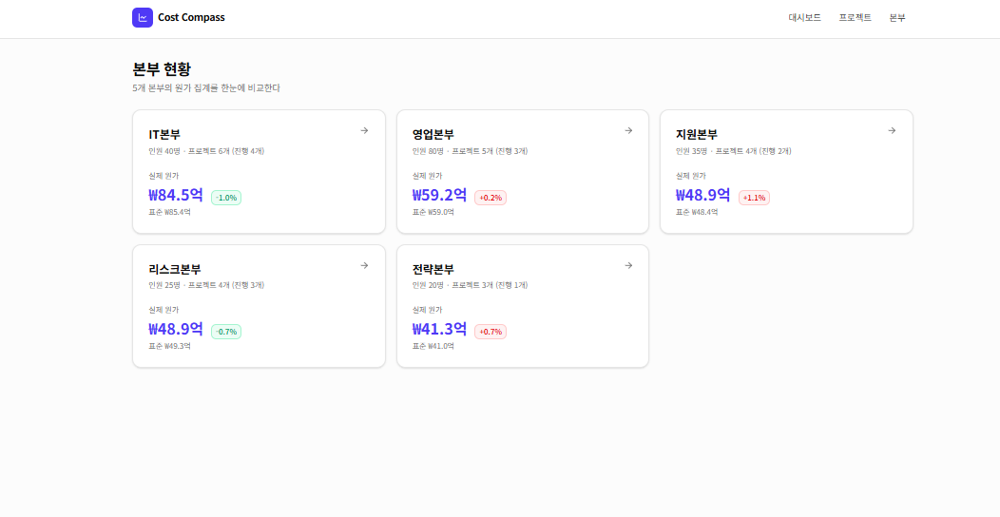 Cost Compass
대시보드 프로젝트 본부
본부 현황
5개 본부의 원가 집계를 한눈에 비교한다
IT본부
인원 40명 · 프로젝트 6개 (진행 4개)
실제 원가
₩84.5억 -1.0%
표준 ₩85.4억
영업본부
인원 80명 · 프로젝트 5개 (진행 3개)
실제 원가
₩59.2억 +0.2%
표준 ₩59.0억
지원본부
인원 35명 · 프로젝트 4개 (진행 2개)
실제 원가
₩48.9억 +1.1%
표준 ₩48.4억
리스크본부
인원 25명 · 프로젝트 4개 (진행 3개)
실제 원가
₩48.9억 -0.7%
표준 ₩49.3억
전략본부
인원 20명 · 프로젝트 3개 (진행 1개)
실제 원가
₩41.3억 +0.7%
표준 ₩41.0억